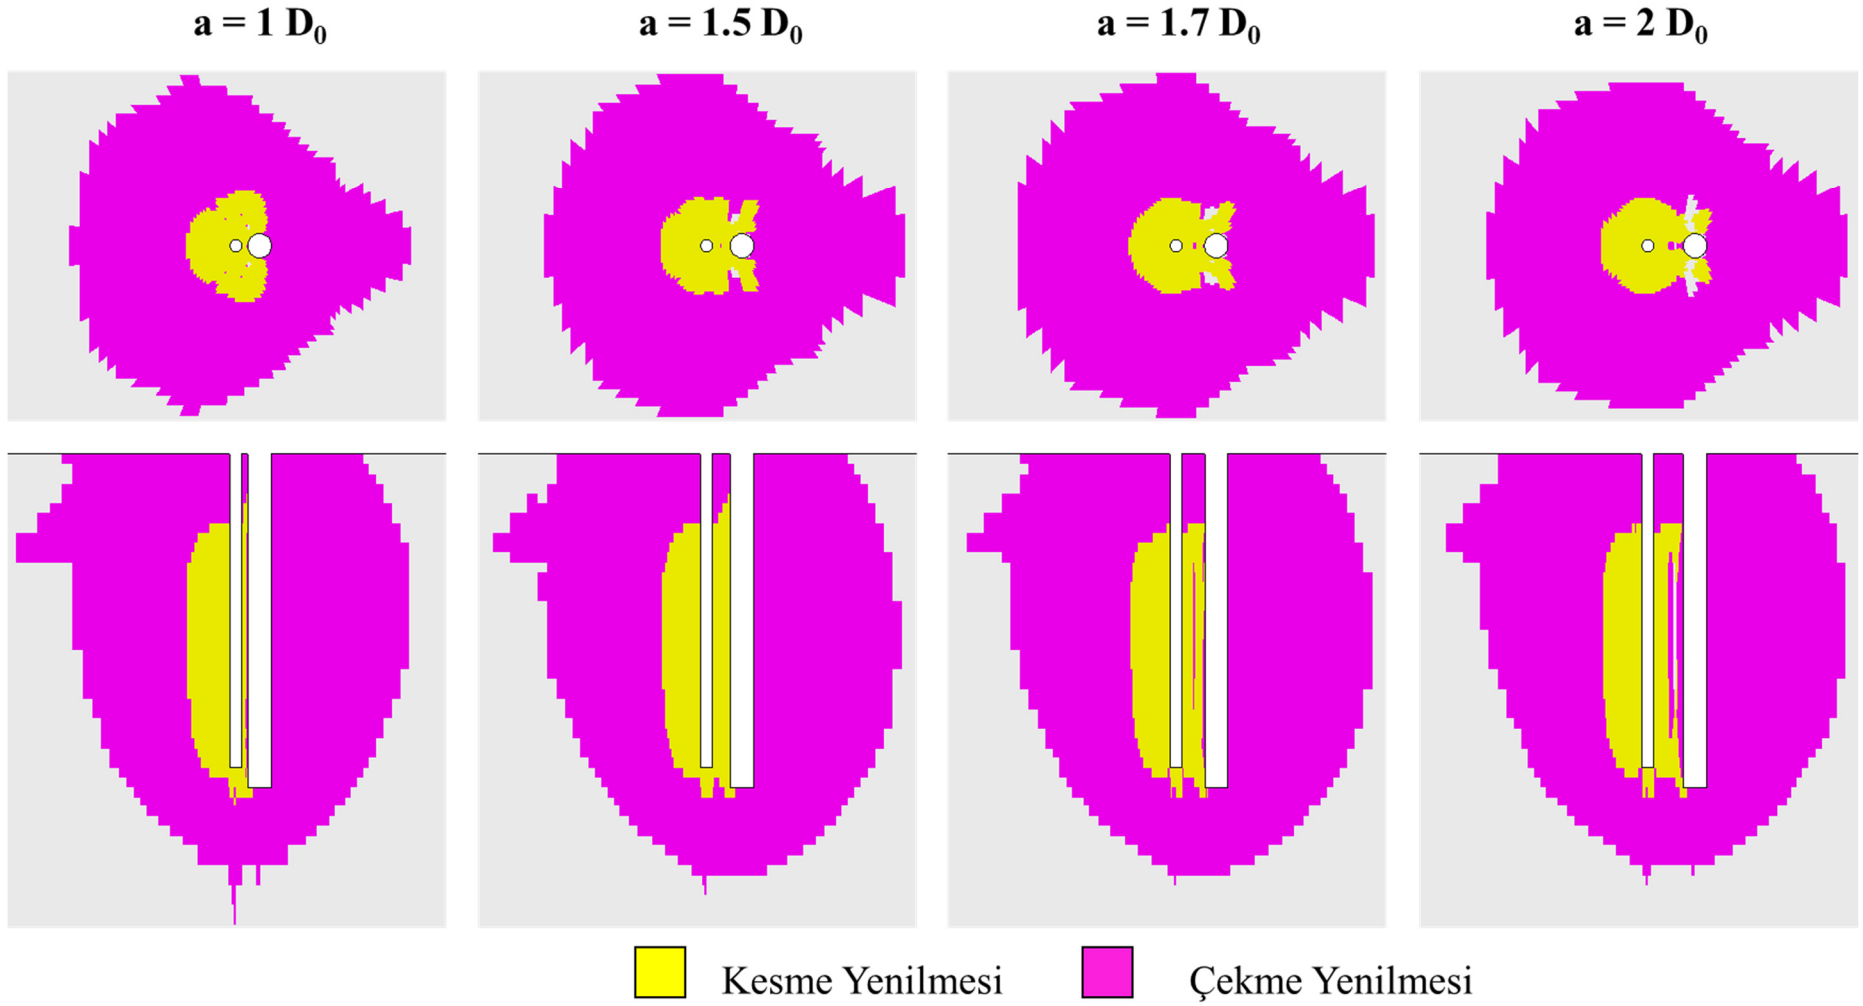 a = 1 D₀
a = 1.5 D₀
a = 1.7 D₀
a = 2 D₀
Kesme Yenilmesi
Çekme Yenilmesi